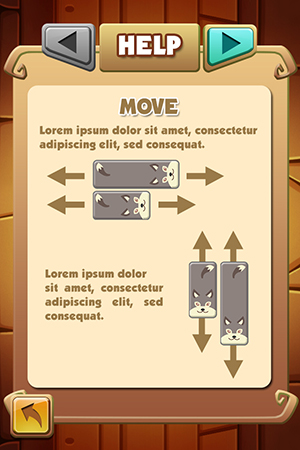 HELP
MOVE
Lorem ipsum dolor sit amet, consectetur
adipiscing elit, sed consequat.
Lorem ipsum dolor
sit amet, consectetur
adipiscing elit, sed
consequat.